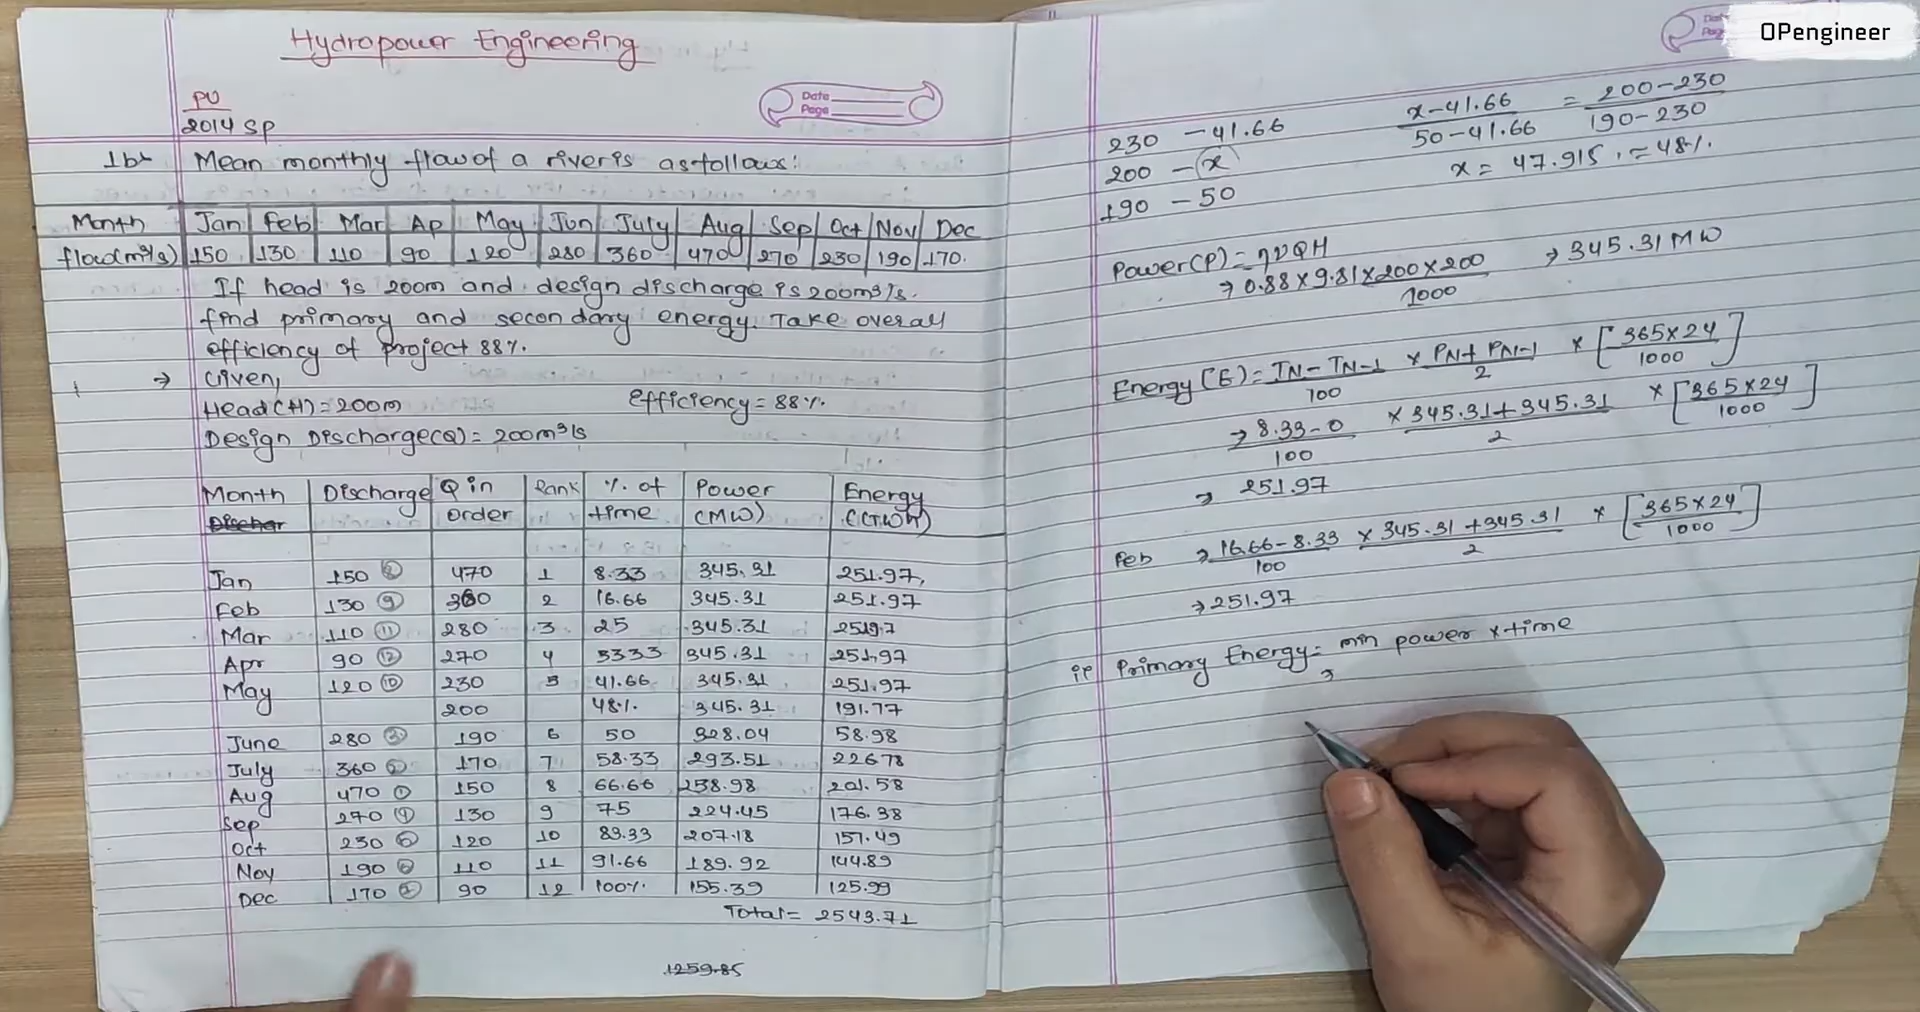 OPengineer
Hydropower Engineering
Date
Page
PU
2014 SP
1b> Mean monthly flow of a river is as follows:
Month Jan Feb Mar Ap May Jun July Aug Sep Oct Nov Dec
flow(m³/s) 150 130 110 90 120 280 360 470 270 230 190 170
If head is 200m and design discharge is 200m³/s.
find primary and secondary energy. Take overall
efficiency of project 88%.
→ Given,
Head(H)=200m Efficiency=88%.
Design Discharge(Q)= 200m³/s
Month Discharge Q in order Rank % of time Power (MW) Energy (GWH)
Jan 150 470 1 8.33 345.31 251.97
Feb 130 9 360 2 16.66 345.31 251.97
Mar 110 11 280 3 25 345.31 251.97
Apr 90 12 270 4 33.33 345.31 251.97
May 120 10 230 5 41.66 345.31 251.97
200 48%. 345.31 191.77
June 280 3 190 6 50 328.04 58.98
July 360 170 7 58.33 293.51 226.78
Aug 470 1 150 8 66.66 258.98 201.58
Sep 270 4 130 9 75 224.45 176.38
Oct 230 120 10 83.33 207.18 157.49
Nov 190 110 11 91.66 189.92 144.89
Dec 170 90 12 100% 155.39 125.99
Total= 2543.71
1259.85
230 – 41.66
200 – x
190 – 50
x-41.66 / 50-41.66 = 200-230 / 190-230
x = 47.915 . ≈ 48%.
Power(P) = ηγQH
→ 0.88×9.81×200×200 / 1000 → 345.31 MW
Energy(E) = TN - TN-1 / 100 × PN+PN-1 / 2 × [365×24 / 1000]
→ 8.33-0 / 100 × 345.31+345.31 / 2 × [365×24 / 1000]
→ 251.97
Feb → 16.66-8.33 / 100 × 345.31+345.31 / 2 × [365×24 / 1000]
→ 251.97
Primary Energy = min power × time